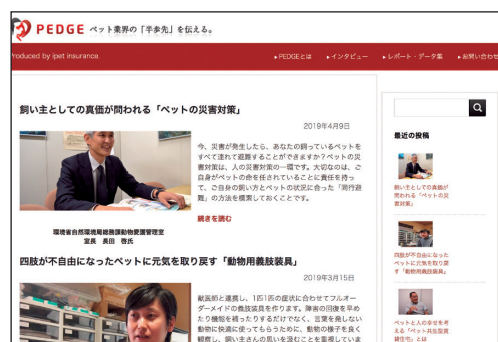 PEDGE ペット業界の「半歩先」を伝える。
Produced by ipet insurance.
▸PEDGEとは
▸インタビュー
▸レポート・データ集
▸お問い合わせ
飼い主としての真価が問われる「ペットの災害対策」
2019年4月9日
今、災害が発生したら、あなたの飼っているペットを
すべて連れて避難することができますか？ペットの災
害対策は、人の災害対策の一環です。大切なのは、ご
自身がペットの命を任されていることに責任を持っ
て、ご自身の飼い方とペットの状況に合った「同行避
難」の方法を構築しておくことです。
続きを読む
環境省自然環境局総務課動物愛護管理室
室長 長田 啓氏
四肢が不自由になったペットに元気を取り戻す「動物用義肢装具」
2019年3月15日
獣医師と連携し、1匹1匹の症状に合わせてフルオー
ダーメイドの義肢装具を作ります。障害の回復を早め
たり機能を補ったりするだけでなく、言葉を発しない
動物に快適に使ってもらうために、動物の様子を良く
観察し、飼い主さんの思いを汲むことを重視していま
最近の投稿
飼い主としての真価が
問われる「ペットの災
害対策」
四肢が不自由になった
ペットに元気を取り戻
す「動物用義肢装具」
ペットと人の幸せを考
える「ペット共生型賃
貸住宅」とは